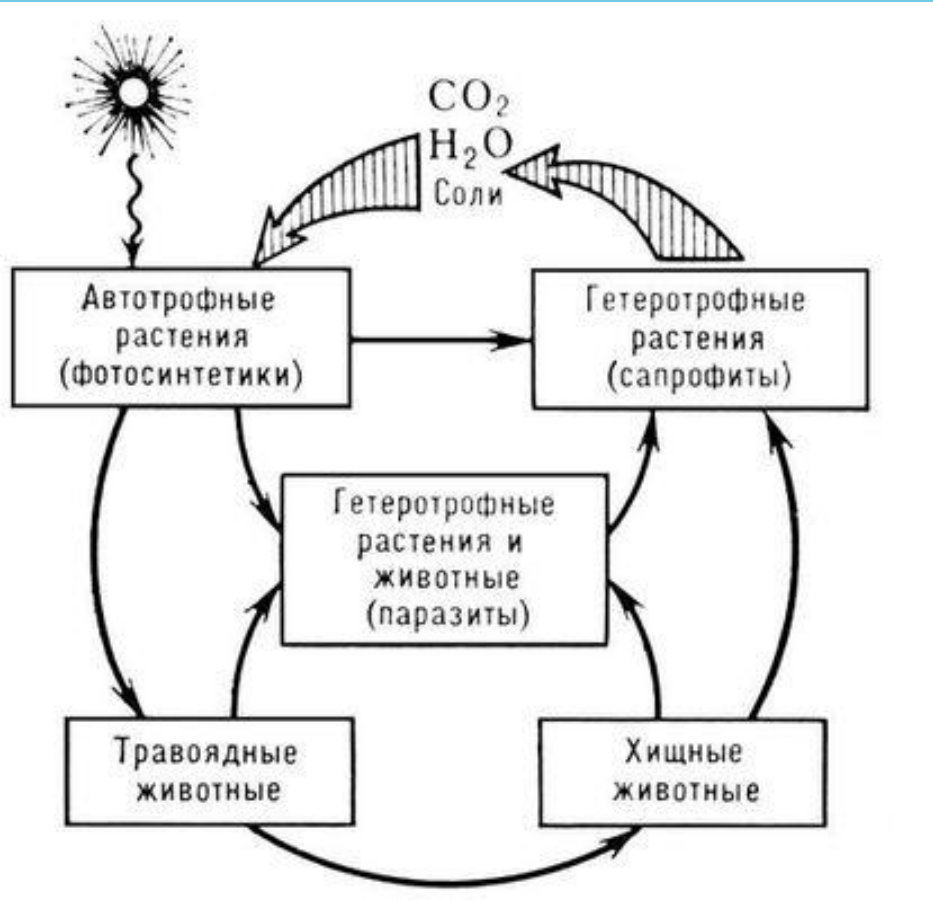 CO₂
H₂O
Соли
Автотрофные
растения
(фотосинтетики)
Гетеротрофные
растения
(сапрофиты)
Гетеротрофные
растения и
животные
(паразиты)
Травоядные
животные
Хищные
животные